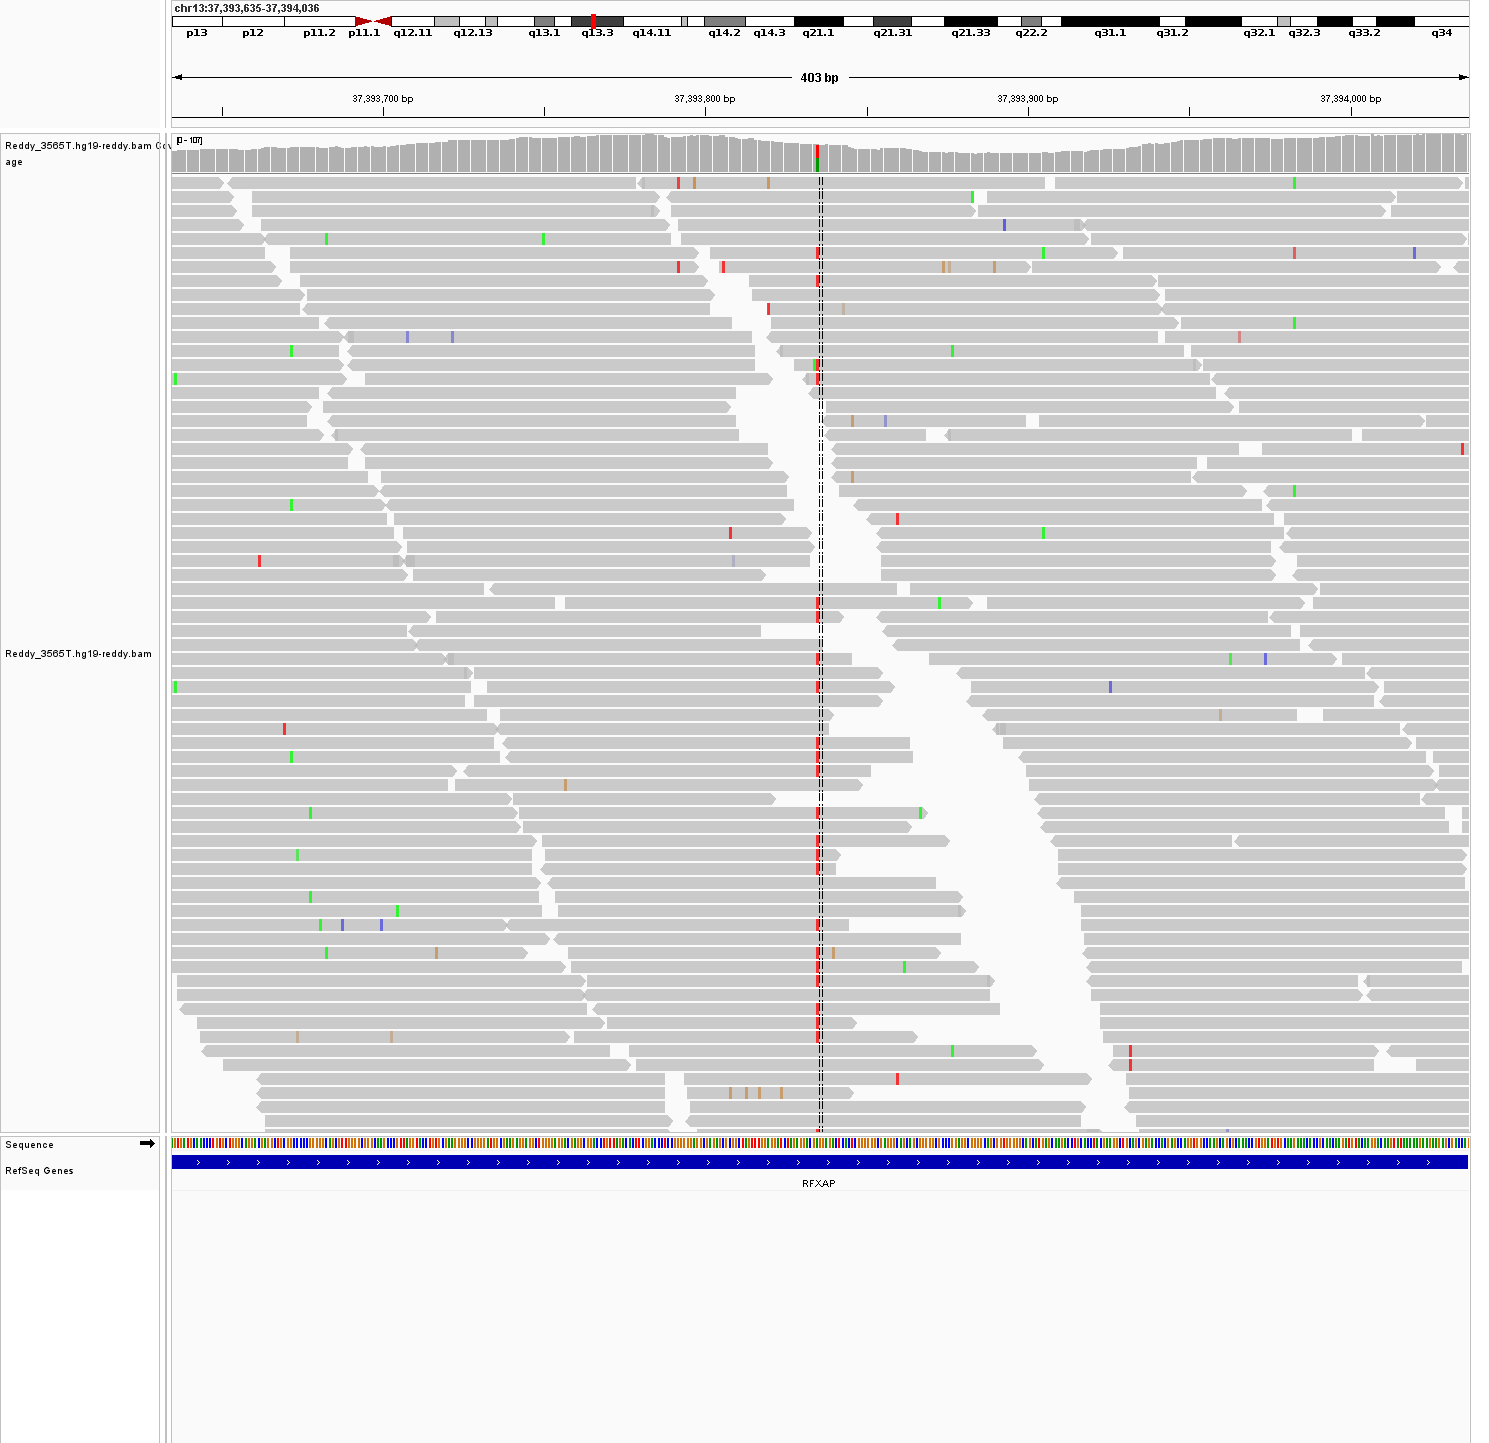 chr13:37,393,635-37,394,036
p13 p12 p11.2 p11.1 q12.11 q12.13 q13.1 q13.3 q14.11 q14.2 q14.3 q21.1 q21.31 q21.33 q22.2 q31.1 q31.2 q32.1 q32.3 q33.2 q34
403 bp
37,393,700 bp 37,393,800 bp 37,393,900 bp 37,394,000 bp
[0 - 107]
Reddy_3565T.hg19-reddy.bam Cov
age
Reddy_3565T.hg19-reddy.bam
Sequence
RefSeq Genes
RFXAP